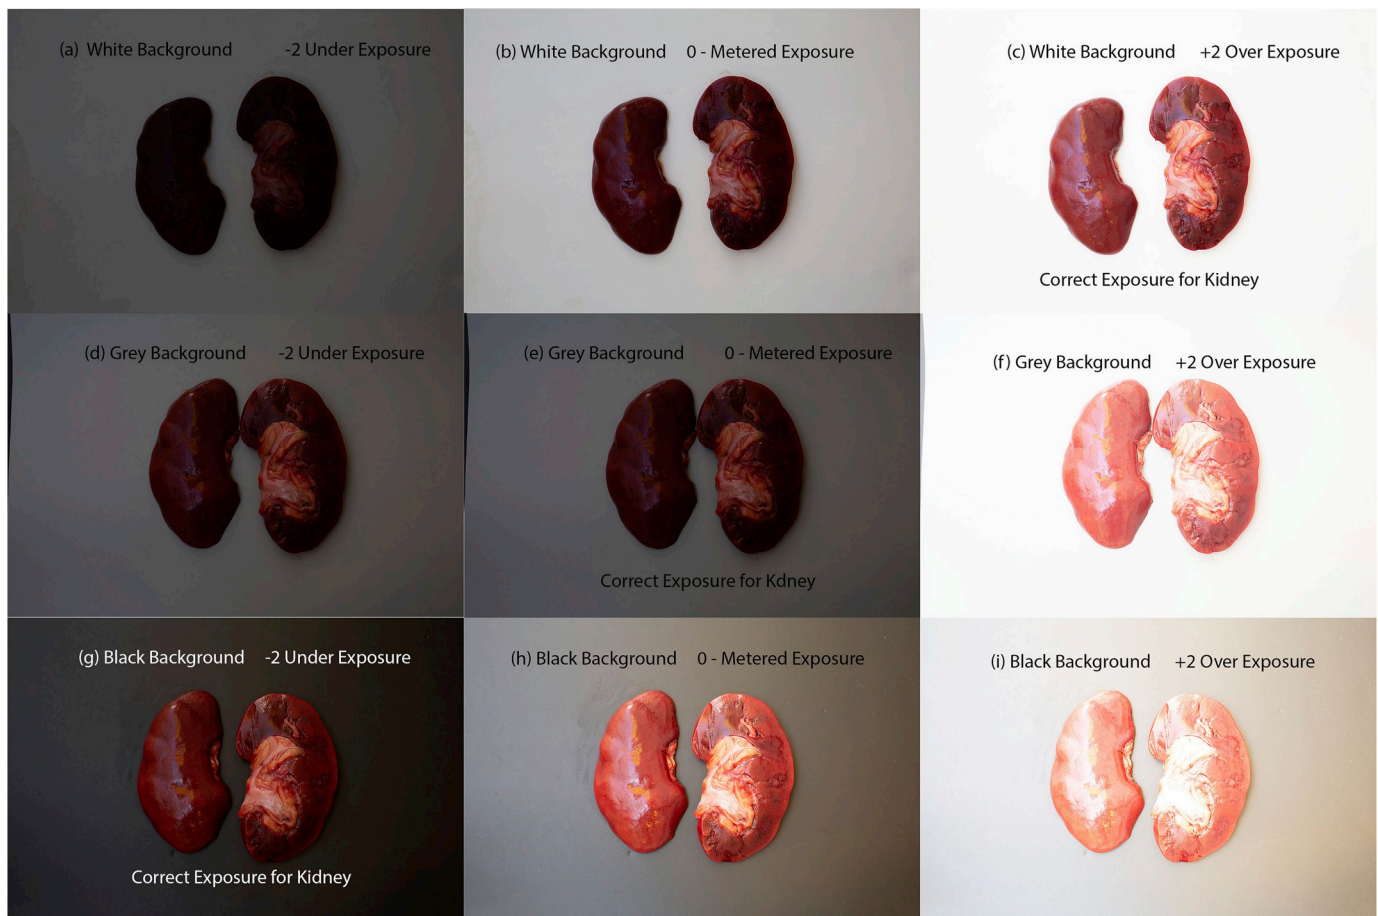 (a) White Background -2 Under Exposure
(b) White Background 0 - Metered Exposure
(c) White Background +2 Over Exposure
Correct Exposure for Kidney
(d) Grey Background -2 Under Exposure
(e) Grey Background 0 - Metered Exposure
(f) Grey Background +2 Over Exposure
Correct Exposure for Kdney
(g) Black Background -2 Under Exposure
(h) Black Background 0 - Metered Exposure
(i) Black Background +2 Over Exposure
Correct Exposure for Kidney